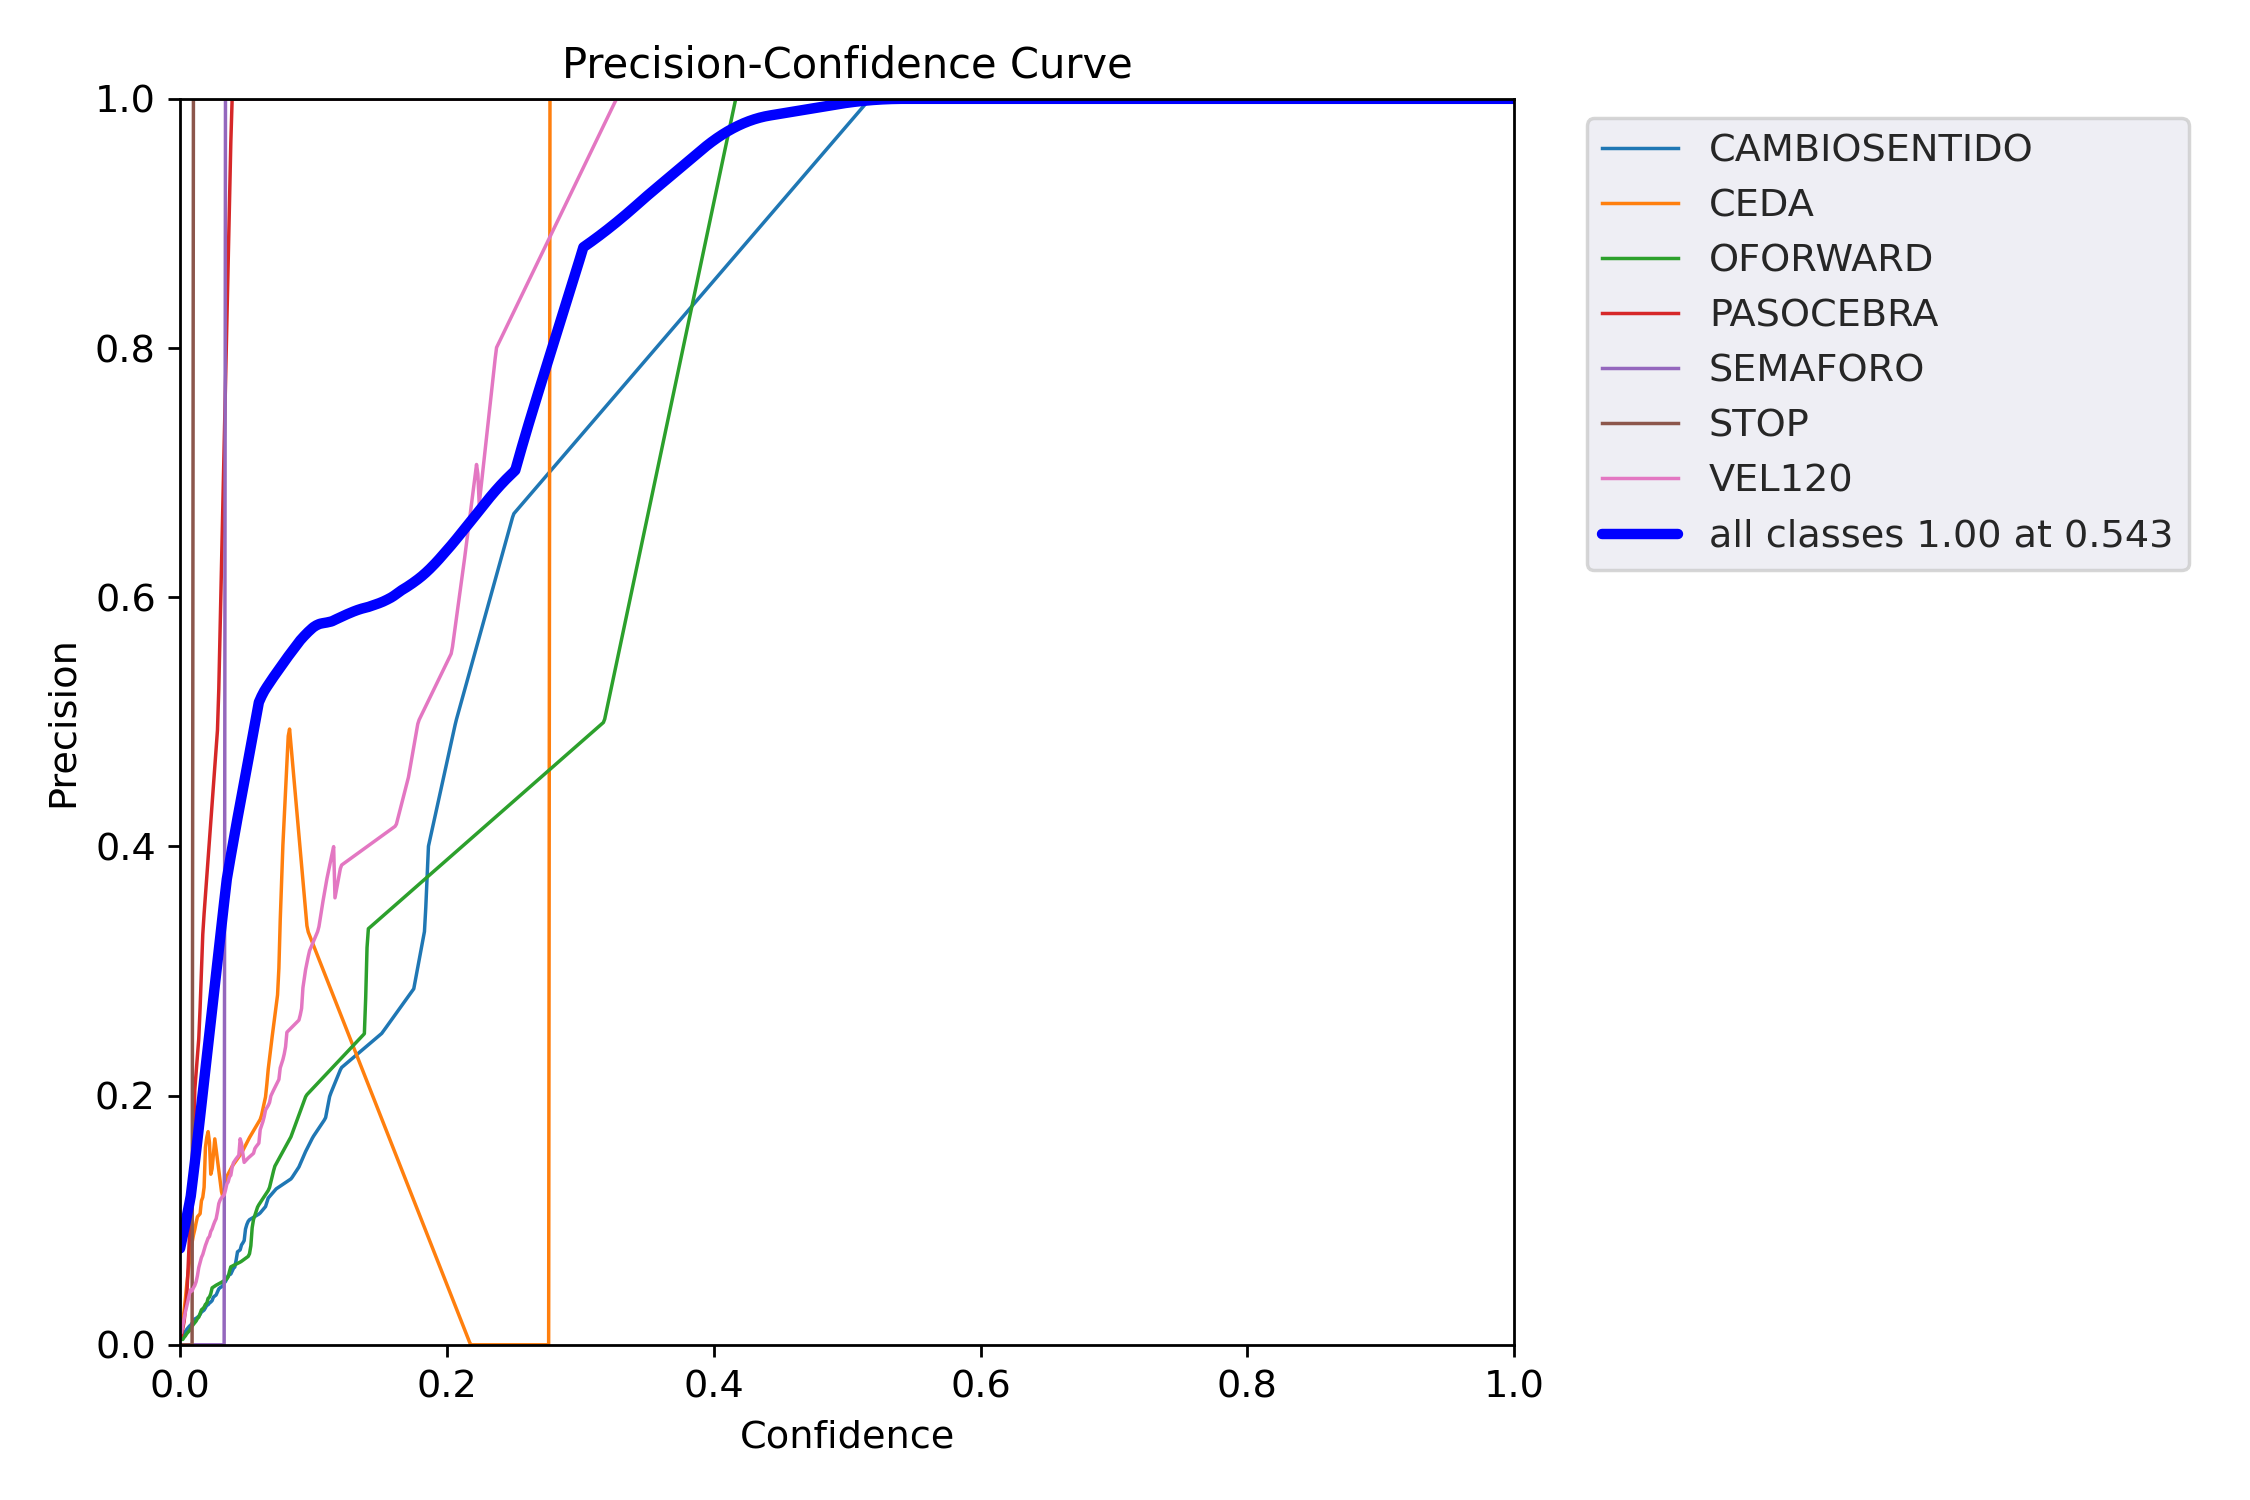 Precision-Confidence Curve
1.0
0.8
0.6
0.4
0.2
0.0
Precision
0.0 0.2 0.4 0.6 0.8 1.0
Confidence
CAMBIOSENTIDO
CEDA
OFORWARD
PASOCEBRA
SEMAFORO
STOP
VEL120
all classes 1.00 at 0.543